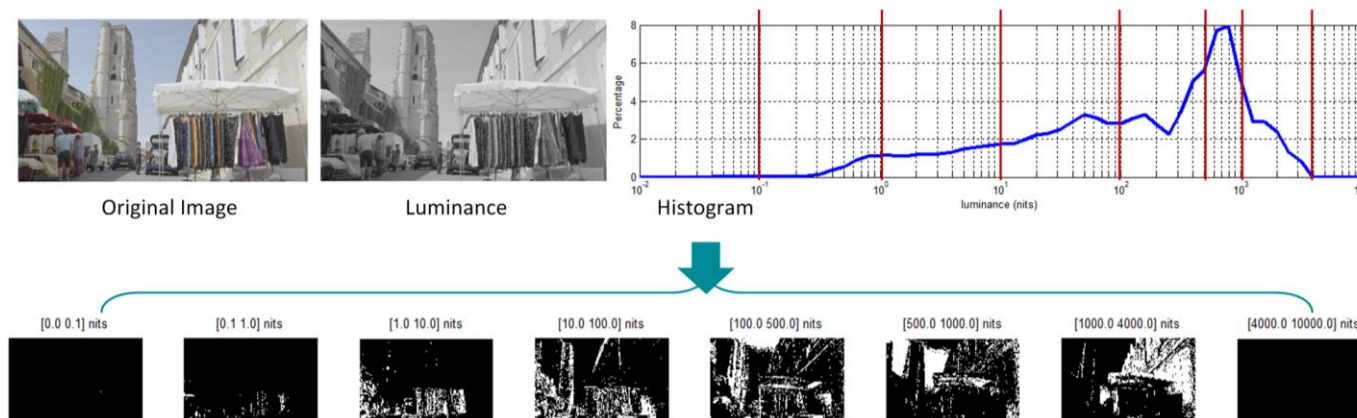 8
6
4
2
0
Percentage
10-2
10-1
100
101
102
103
luminance (nits)
Original Image
Luminance
Histogram
[0.0 0.1] nits
[0.1 1.0] nits
[1.0 10.0] nits
[10.0 100.0] nits
[100.0 500.0] nits
[500.0 1000.0] nits
[1000.0 4000.0] nits
[4000.0 10000.0] nits